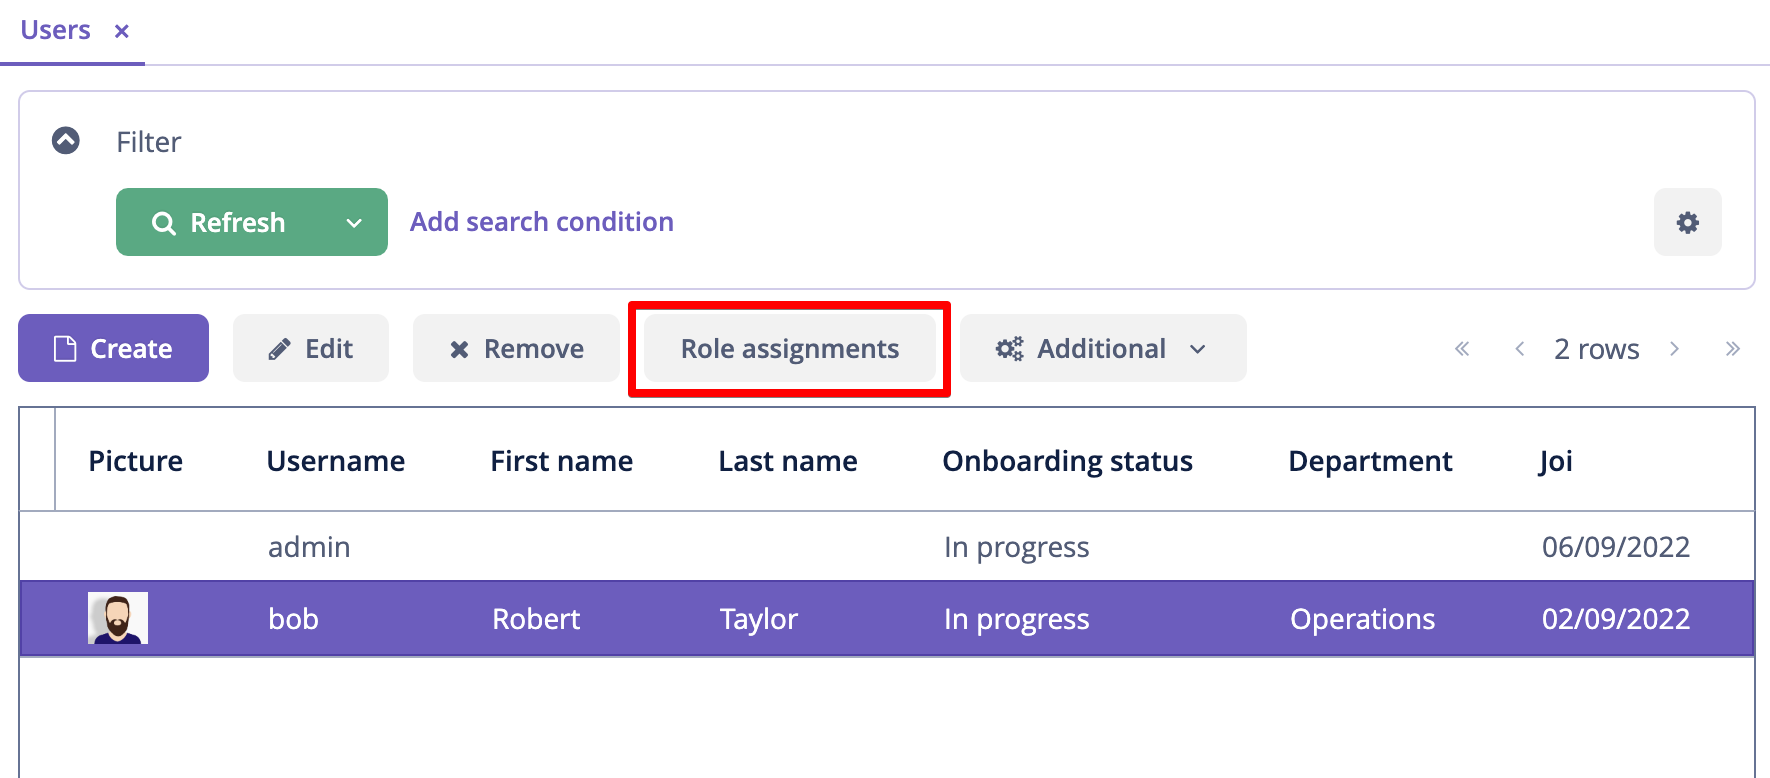 Users
Filter
Refresh Add search condition
Create Edit Remove Role assignments Additional 2 rows
Picture Username First name Last name Onboarding status Department Joi
admin In progress 06/09/2022
bob Robert Taylor In progress Operations 02/09/2022